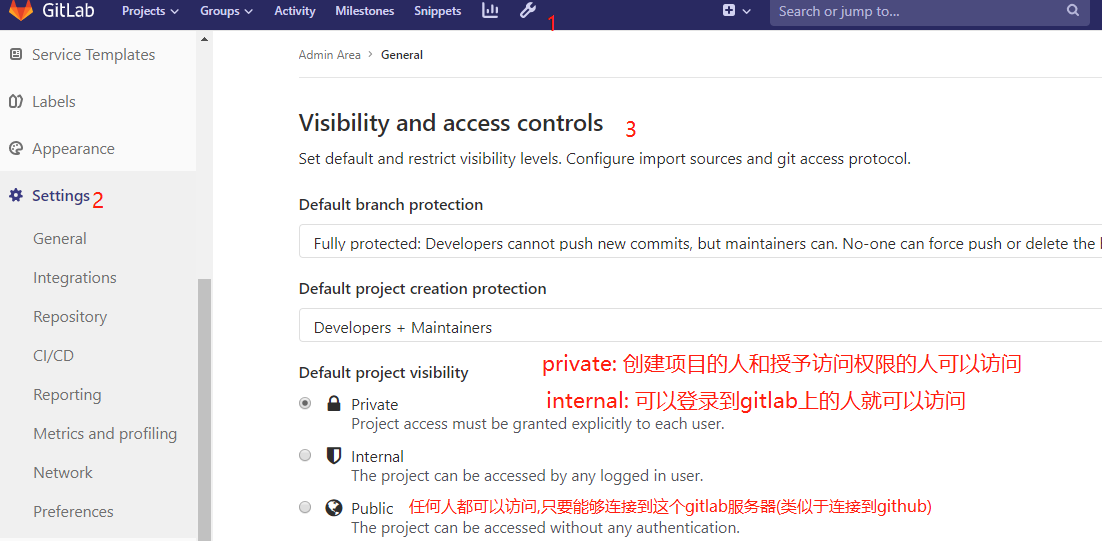 GitLab Projects Groups Activity Milestones Snippets 1 Search or jump to...
Service Templates
Labels
Appearance
Settings 2
General
Integrations
Repository
CI/CD
Reporting
Metrics and profiling
Network
Preferences
Admin Area > General
Visibility and access controls 3
Set default and restrict visibility levels. Configure import sources and git access protocol.
Default branch protection
Fully protected: Developers cannot push new commits, but maintainers can. No-one can force push or delete the
Default project creation protection
Developers + Maintainers
private: 创建项目的人和授予访问权限的人可以访问
Default project visibility
internal: 可以登录到gitlab上的人就可以访问
Private
Project access must be granted explicitly to each user.
Internal
The project can be accessed by any logged in user.
Public 任何人都可以访问,只要能够连接到这个gitlab服务器(类似于连接到github)
The project can be accessed without any authentication.